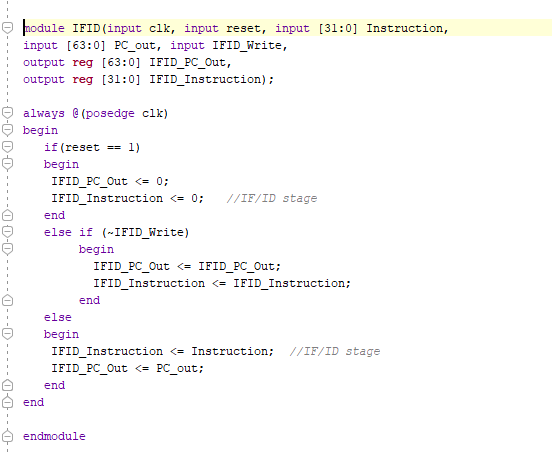 module IFID(input clk, input reset, input [31:0] Instruction,
input [63:0] PC_out, input IFID_Write,
output reg [63:0] IFID_PC_Out,
output reg [31:0] IFID_Instruction);
always @(posedge clk)
begin
if(reset == 1)
begin
IFID_PC_Out <= 0;
IFID_Instruction <= 0; //IF/ID stage
end
else if (~IFID_Write)
begin
IFID_PC_Out <= IFID_PC_Out;
IFID_Instruction <= IFID_Instruction;
end
else
begin
IFID_Instruction <= Instruction; //IF/ID stage
IFID_PC_Out <= PC_out;
end
end
endmodule